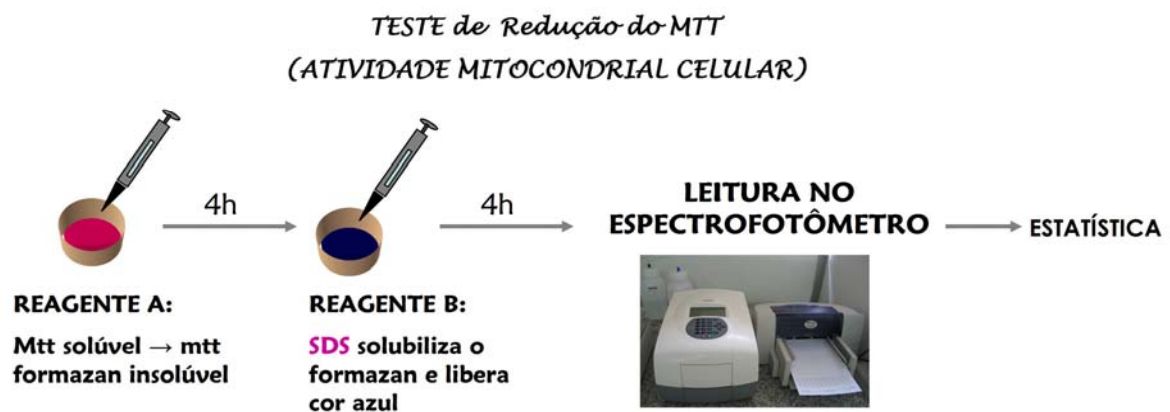 TESTE de Redução do MTT
(ATIVIDADE MITOCONDRIAL CELULAR)
4h
4h
LEITURA NO
ESPECTROFOTÔMETRO
ESTATÍSTICA
REAGENTE A:
Mtt solúvel → mtt
formazan insolúvel
REAGENTE B:
SDS solubiliza o
formazan e libera
cor azul